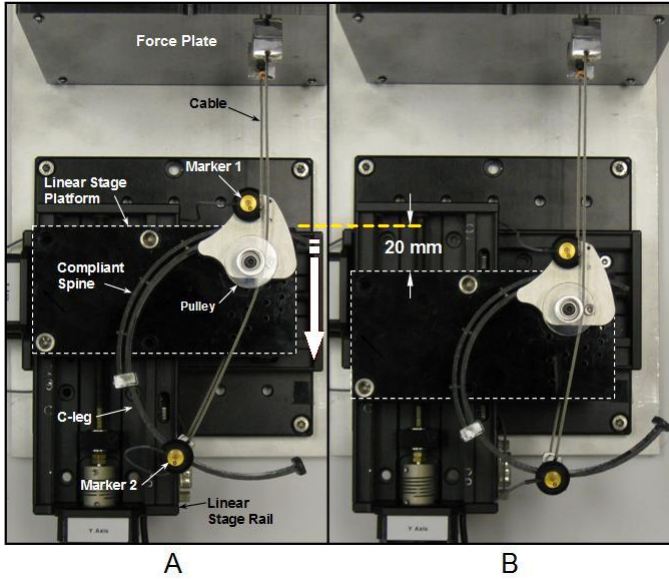 Force Plate
Cable
Marker 1
Linear Stage
Platform
Compliant
Spine
Pulley
20 mm
C-leg
Marker 2
Linear
Stage Rail
Y Axis
Y Axis
A
B